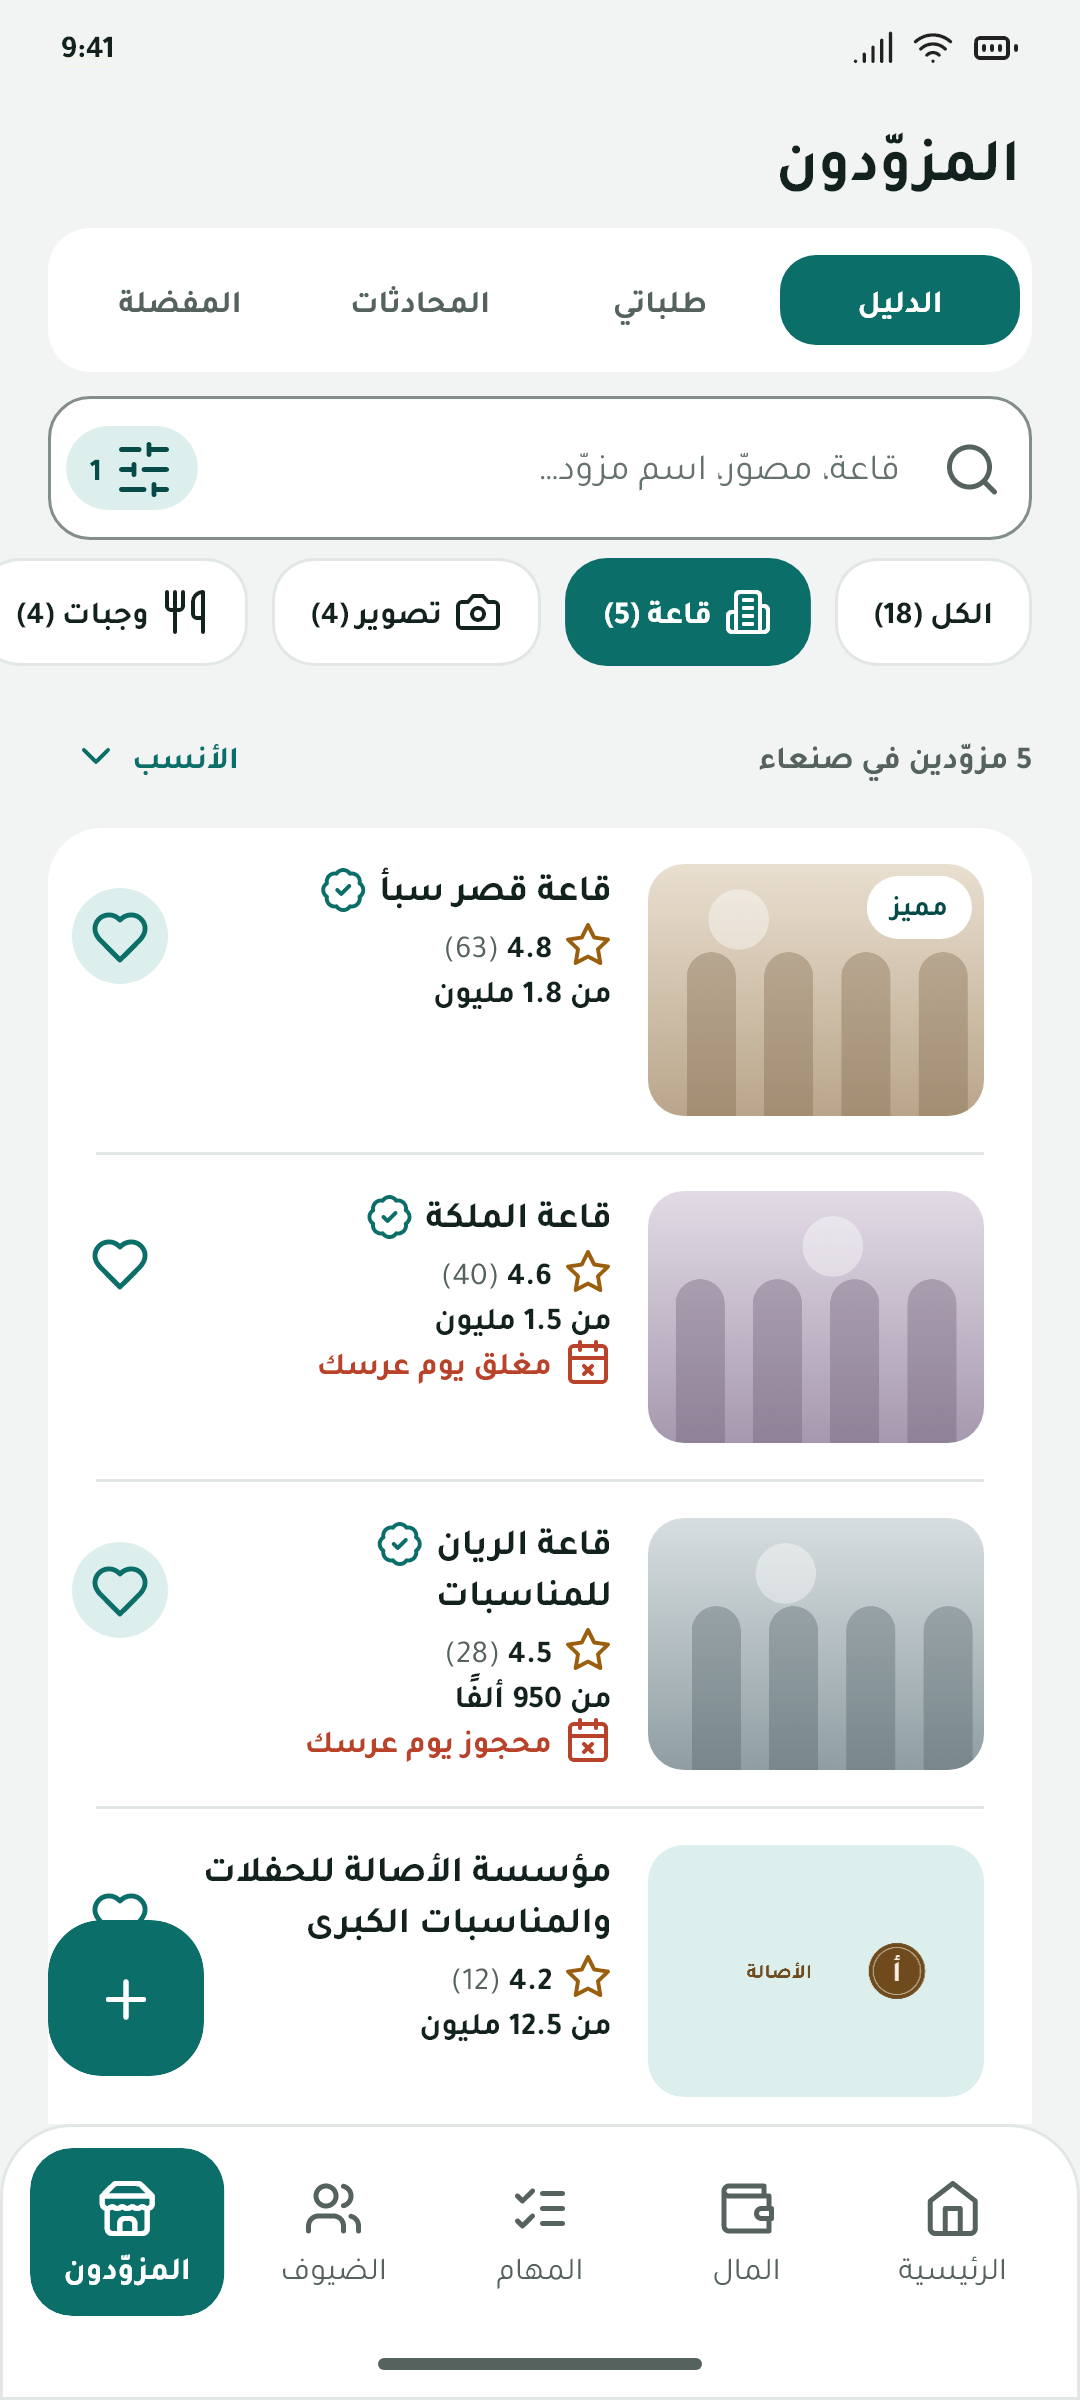 9:41
المزوّدون
الدليل
طلباتي
المحادثات
المفضلة
قاعة، مصوّر، اسم مزوّد...
1
الكل (18)
قاعة (5)
تصوير (4)
وجبات (4)
5 مزوّدين في صنعاء
الأنسب
مميز
قاعة قصر سبأ
4.8 (63)
من 1.8 مليون
قاعة الملكة
4.6 (40)
من 1.5 مليون
مغلق يوم عرسك
قاعة الريان
للمناسبات
4.5 (28)
من 950 ألفًا
محجوز يوم عرسك
أ
الأصالة
مؤسسة الأصالة للحفلات
والمناسبات الكبرى
4.2 (12)
من 12.5 مليون
الرئيسية
المال
المهام
الضيوف
المزوّدون